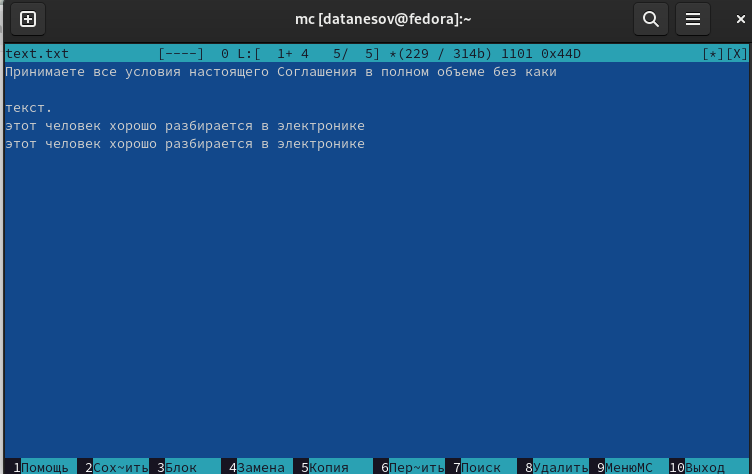 mc [datanesov@fedora]:~
text.txt [----] 0 L:[ 1+ 4 5/ 5] *(229 / 314b) 1101 0x44D [*][X]
Принимаете все условия настоящего Соглашения в полном объеме без каки
текст.
этот человек хорошо разбирается в электронике
этот человек хорошо разбирается в электронике
1Помощь 2Сох~ить 3Блок 4Замена 5Копия 6Пер~ить 7Поиск 8Удалить 9МенюМС 10Выход